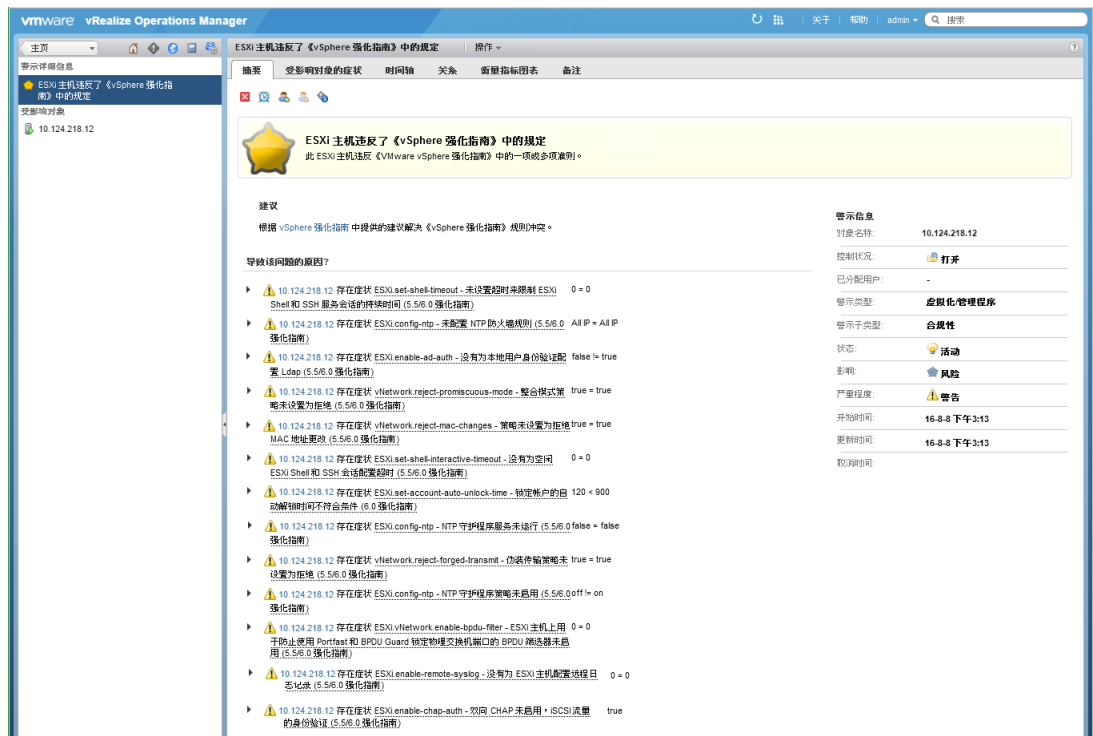 vmware vRealize Operations Manager
关于 帮助 admin 搜索
主页
ESXi 主机违反了《vSphere 强化指南》中的规定 操作
警示详细信息
ESXi 主机违反了《vSphere 强化指
南》中的规定
受影响对象
10.124.218.12
摘要 受影响对象的症状 时间轴 关系 衡量指标图表 备注
ESXi 主机违反了《vSphere 强化指南》中的规定
此 ESXi 主机违反《VMware vSphere 强化指南》中的一项或多项准则。
建议
根据 vSphere 强化指南 中提供的建议解决《vSphere 强化指南》规则冲突。
导致该问题的原因?
10.124.218.12 存在症状 ESXi.set-shell-timeout - 未设置超时来限制 ESXi 0 = 0
Shell 和 SSH 服务会话的持续时间 (5.5/6.0 强化指南)
10.124.218.12 存在症状 ESXi.config-ntp - 未配置 NTP 防火墙规则 (5.5/6.0 All IP = All IP
强化指南)
10.124.218.12 存在症状 ESXi.enable-ad-auth - 没有为本地用户身份验证配 false != true
置 Ldap (5.5/6.0 强化指南)
10.124.218.12 存在症状 vNetwork.reject-promiscuous-mode - 整合模式策 true = true
略未设置为拒绝 (5.5/6.0 强化指南)
10.124.218.12 存在症状 vNetwork.reject-mac-changes - 策略未设置为拒绝 true = true
MAC 地址更改 (5.5/6.0 强化指南)
10.124.218.12 存在症状 ESXi.set-shell-interactive-timeout - 没有为空闲 0 = 0
ESXi Shell 和 SSH 会话配置超时 (5.5/6.0 强化指南)
10.124.218.12 存在症状 ESXi.set-account-auto-unlock-time - 锁定帐户的自 120 < 900
动解锁时间不符合条件 (6.0 强化指南)
10.124.218.12 存在症状 ESXi.config-ntp - NTP 守护程序服务未运行 (5.5/6.0 false = false
强化指南)
10.124.218.12 存在症状 vNetwork.reject-forged-transmit - 伪装传输策略未 true = true
设置为拒绝 (5.5/6.0 强化指南)
10.124.218.12 存在症状 ESXi.config-ntp - NTP 守护程序策略未启用 (5.5/6.0 off != on
强化指南)
10.124.218.12 存在症状 ESXi.vNetwork.enable-bpdu-filter - ESXi 主机上用 0 = 0
于防止使用 Portfast 和 BPDU Guard 锁定物理交换机端口的 BPDU 筛选器未启
用 (5.5/6.0 强化指南)
10.124.218.12 存在症状 ESXi.enable-remote-syslog - 没有为 ESXi 主机配置远程日 0 = 0
志记录 (5.5/6.0 强化指南)
10.124.218.12 存在症状 ESXi.enable-chap-auth - 双向 CHAP 未启用,iSCSI 流量 true
的身份验证 (5.5/6.0 强化指南)
警示信息
对象名称: 10.124.218.12
控制状况: 打开
已分配用户: -
警示类型: 虚拟化/管理程序
警示子类型: 合规性
状态: 活动
影响: 风险
严重程度: 警告
开始时间: 16-8-8 下午3:13
更新时间: 16-8-8 下午3:13
取消时间: